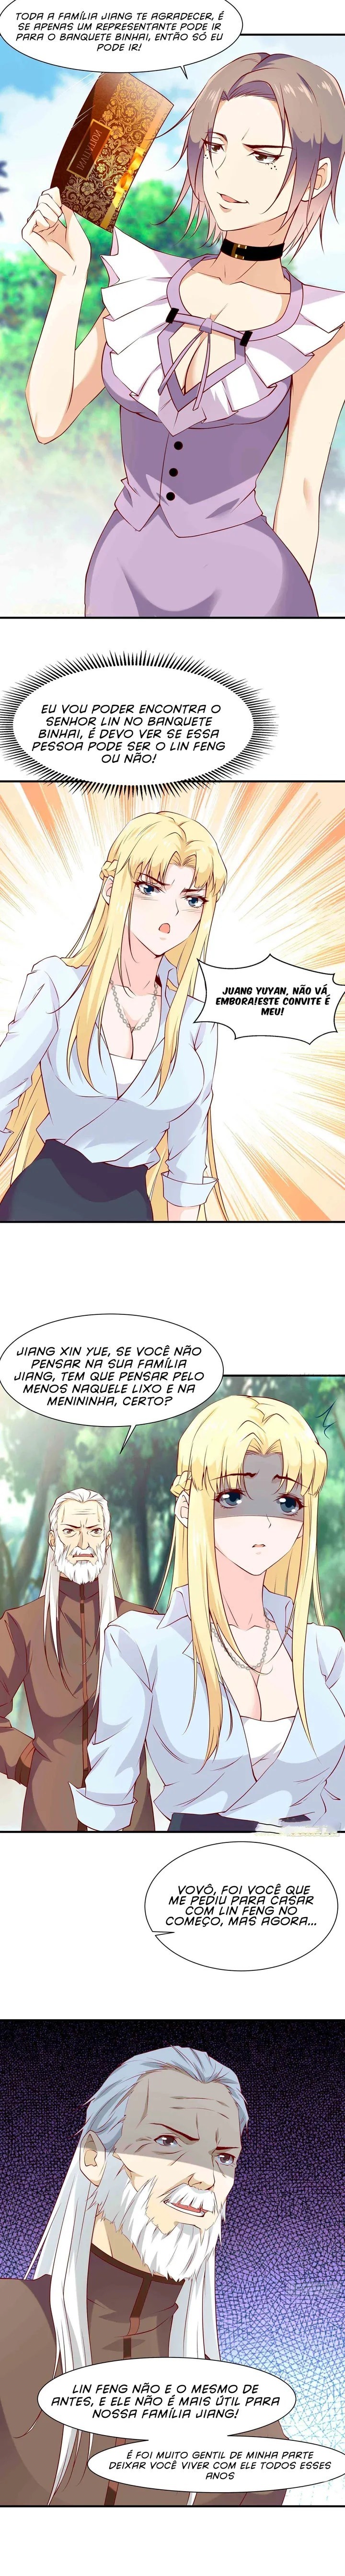 TODA A FAMÍLIA JIANG TE AGRADECER, É
SE APENAS UM REPRESENTANTE PODE IR
PARA O BANQUETE BINHAI, ENTÃO SÓ EU
PODE IR!
EU VOU PODER ENCONTRA O
SENHOR LIN NO BANQUETE
BINHAI, É DEVO VER SE ESSA
PESSOA PODE SER O LIN FENG
OU NÃO!
JUANG YUYAN, NÃO VÁ
EMBORA!ESTE CONVITE É
MEU!
JIANG XIN YUE, SE VOCÊ NÃO
PENSAR NA SUA FAMÍLIA
JIANG, TEM QUE PENSAR PELO
MENOS NAQUELE LIXO E NA
MENININHA, CERTO?
VOVÔ, FOI VOCÊ QUE
ME PEDIU PARA CASAR
COM LIN FENG NO
COMEÇO, MAS AGORA...
LIN FENG NÃO E O MESMO DE
ANTES, E ELE NÃO É MAIS ÚTIL PARA
NOSSA FAMÍLIA JIANG!
É FOI MUITO GENTIL DE MINHA PARTE
DEIXAR VOCÊ VIVER COM ELE TODOS ESSES
ANOS